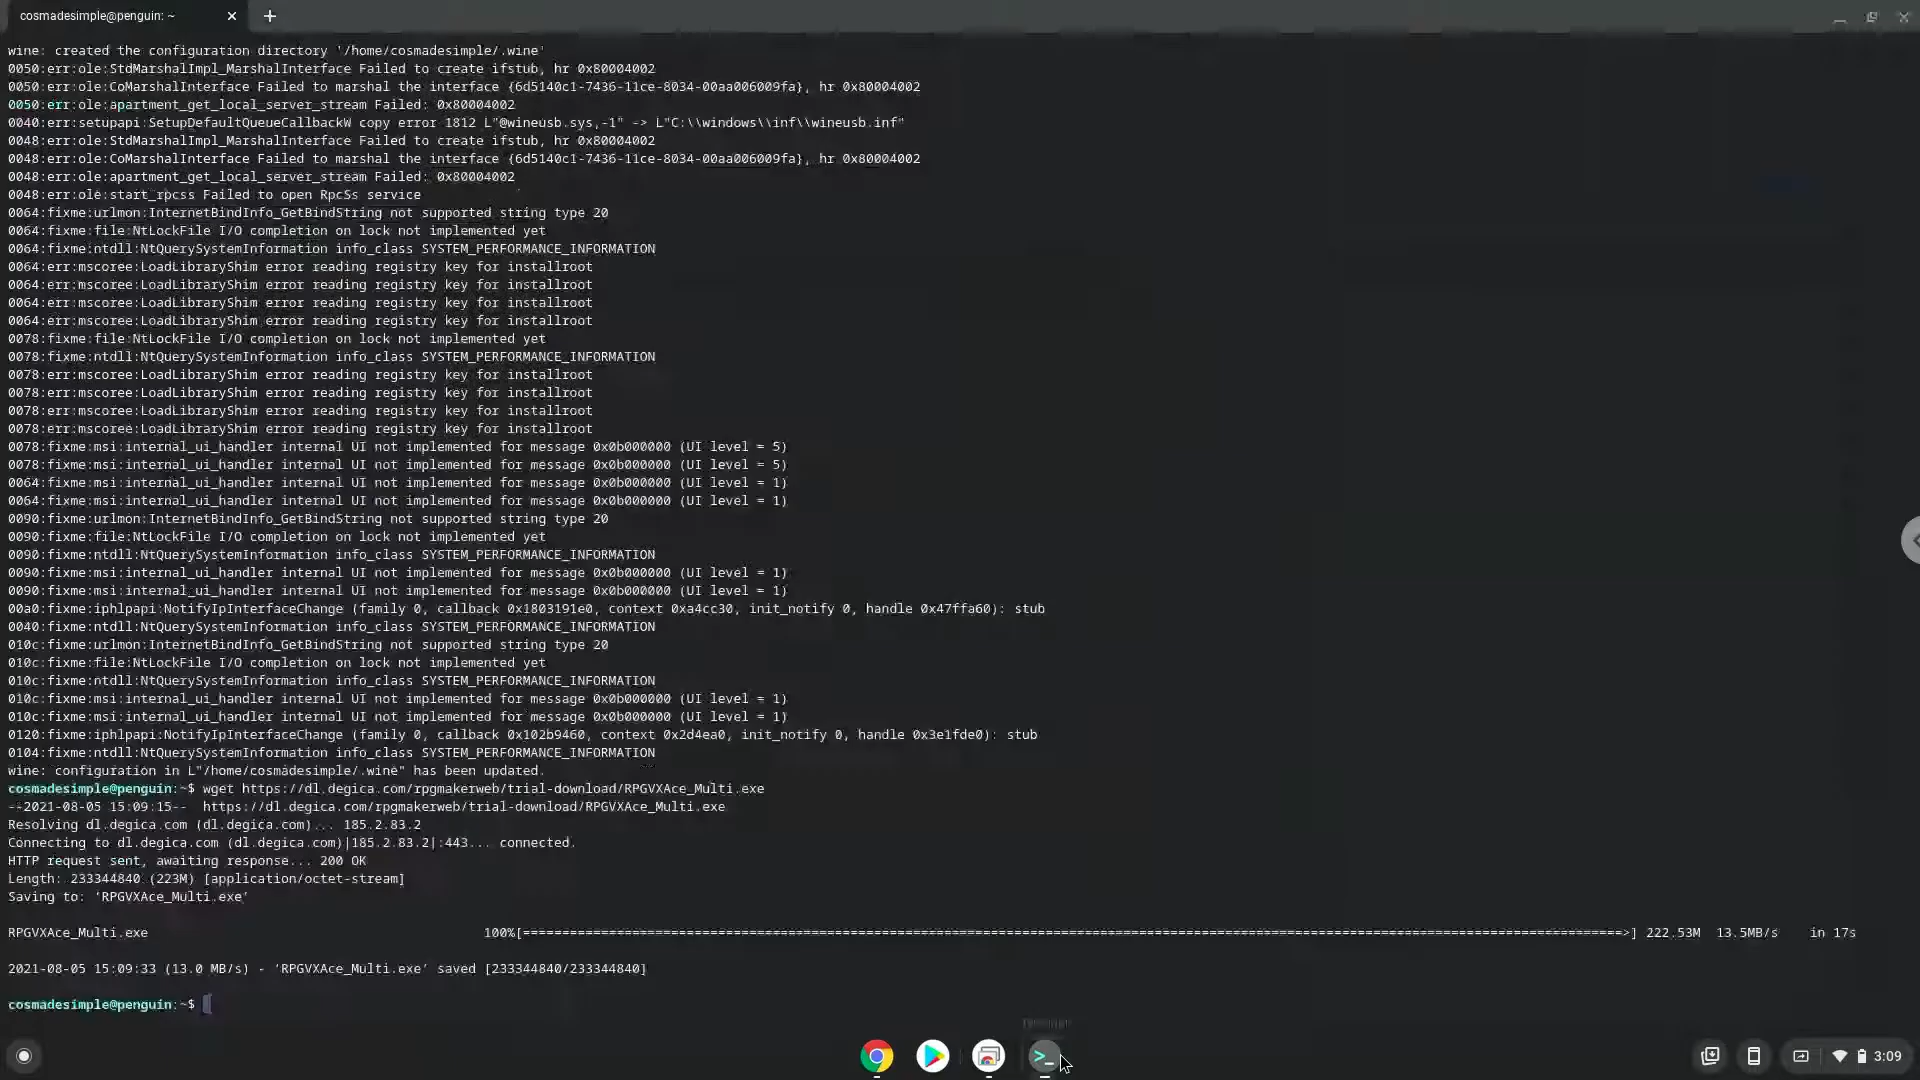 cosmadesimple@penguin: ~
wine: created the configuration directory '/home/cosmadesimple/.wine'
0050:err:ole:StdMarshalImpl_MarshalInterface Failed to create ifstub, hr 0x80004002
0050:err:ole:CoMarshalInterface Failed to marshal the interface {6d5140c1-7436-11ce-8034-00aa006009fa}, hr 0x80004002
0050:err:ole:apartment_get_local_server_stream Failed: 0x80004002
0040:err:setupapi:SetupDefaultQueueCallbackW copy error 1812 L"@wineusb.sys,-1" -> L"C:\\windows\\inf\\wineusb.inf"
0048:err:ole:StdMarshalImpl_MarshalInterface Failed to create ifstub, hr 0x80004002
0048:err:ole:CoMarshalInterface Failed to marshal the interface {6d5140c1-7436-11ce-8034-00aa006009fa}, hr 0x80004002
0048:err:ole:apartment_get_local_server_stream Failed: 0x80004002
0048:err:ole:start_rpcss Failed to open RpcSs service
0064:fixme:urlmon:InternetBindInfo_GetBindString not supported string type 20
0064:fixme:file:NtLockFile I/O completion on lock not implemented yet
0064:fixme:ntdll:NtQuerySystemInformation info_class SYSTEM_PERFORMANCE_INFORMATION
0064:err:mscoree:LoadLibraryShim error reading registry key for installroot
0064:err:mscoree:LoadLibraryShim error reading registry key for installroot
0064:err:mscoree:LoadLibraryShim error reading registry key for installroot
0064:err:mscoree:LoadLibraryShim error reading registry key for installroot
0078:fixme:file:NtLockFile I/O completion on lock not implemented yet
0078:fixme:ntdll:NtQuerySystemInformation info_class SYSTEM_PERFORMANCE_INFORMATION
0078:err:mscoree:LoadLibraryShim error reading registry key for installroot
0078:err:mscoree:LoadLibraryShim error reading registry key for installroot
0078:err:mscoree:LoadLibraryShim error reading registry key for installroot
0078:err:mscoree:LoadLibraryShim error reading registry key for installroot
0078:fixme:msi:internal_ui_handler internal UI not implemented for message 0x0b000000 (UI level = 5)
0078:fixme:msi:internal_ui_handler internal UI not implemented for message 0x0b000000 (UI level = 5)
0064:fixme:msi:internal_ui_handler internal UI not implemented for message 0x0b000000 (UI level = 1)
0064:fixme:msi:internal_ui_handler internal UI not implemented for message 0x0b000000 (UI level = 1)
0090:fixme:urlmon:InternetBindInfo_GetBindString not supported string type 20
0090:fixme:file:NtLockFile I/O completion on lock not implemented yet
0090:fixme:ntdll:NtQuerySystemInformation info_class SYSTEM_PERFORMANCE_INFORMATION
0090:fixme:msi:internal_ui_handler internal UI not implemented for message 0x0b000000 (UI level = 1)
0090:fixme:msi:internal_ui_handler internal UI not implemented for message 0x0b000000 (UI level = 1)
00a0:fixme:iphlpapi:NotifyIpInterfaceChange (family 0, callback 0x1803191e0, context 0xa4cc30, init_notify 0, handle 0x47ffa60): stub
0040:fixme:ntdll:NtQuerySystemInformation info_class SYSTEM_PERFORMANCE_INFORMATION
010c:fixme:urlmon:InternetBindInfo_GetBindString not supported string type 20
010c:fixme:file:NtLockFile I/O completion on lock not implemented yet
010c:fixme:ntdll:NtQuerySystemInformation info_class SYSTEM_PERFORMANCE_INFORMATION
010c:fixme:msi:internal_ui_handler internal UI not implemented for message 0x0b000000 (UI level = 1)
010c:fixme:msi:internal_ui_handler internal UI not implemented for message 0x0b000000 (UI level = 1)
0120:fixme:iphlpapi:NotifyIpInterfaceChange (family 0, callback 0x102b9460, context 0x2d4ea0, init_notify 0, handle 0x3e1fde0): stub
0104:fixme:ntdll:NtQuerySystemInformation info_class SYSTEM_PERFORMANCE_INFORMATION
wine: configuration in L"/home/cosmadesimple/.wine" has been updated.
cosmadesimple@penguin:~$ wget https://dl.degica.com/rpgmakerweb/trial-download/RPGVXAce_Multi.exe
--2021-08-05 15:09:15--  https://dl.degica.com/rpgmakerweb/trial-download/RPGVXAce_Multi.exe
Resolving dl.degica.com (dl.degica.com)... 185.2.83.2
Connecting to dl.degica.com (dl.degica.com)|185.2.83.2|:443... connected.
HTTP request sent, awaiting response... 200 OK
Length: 233344840 (223M) [application/octet-stream]
Saving to: ‘RPGVXAce_Multi.exe’
RPGVXAce_Multi.exe 100%[=============================================>] 222.53M 13.5MB/s in 17s
2021-08-05 15:09:33 (13.0 MB/s) - ‘RPGVXAce_Multi.exe’ saved [233344840/233344840]
cosmadesimple@penguin:~$
3:09